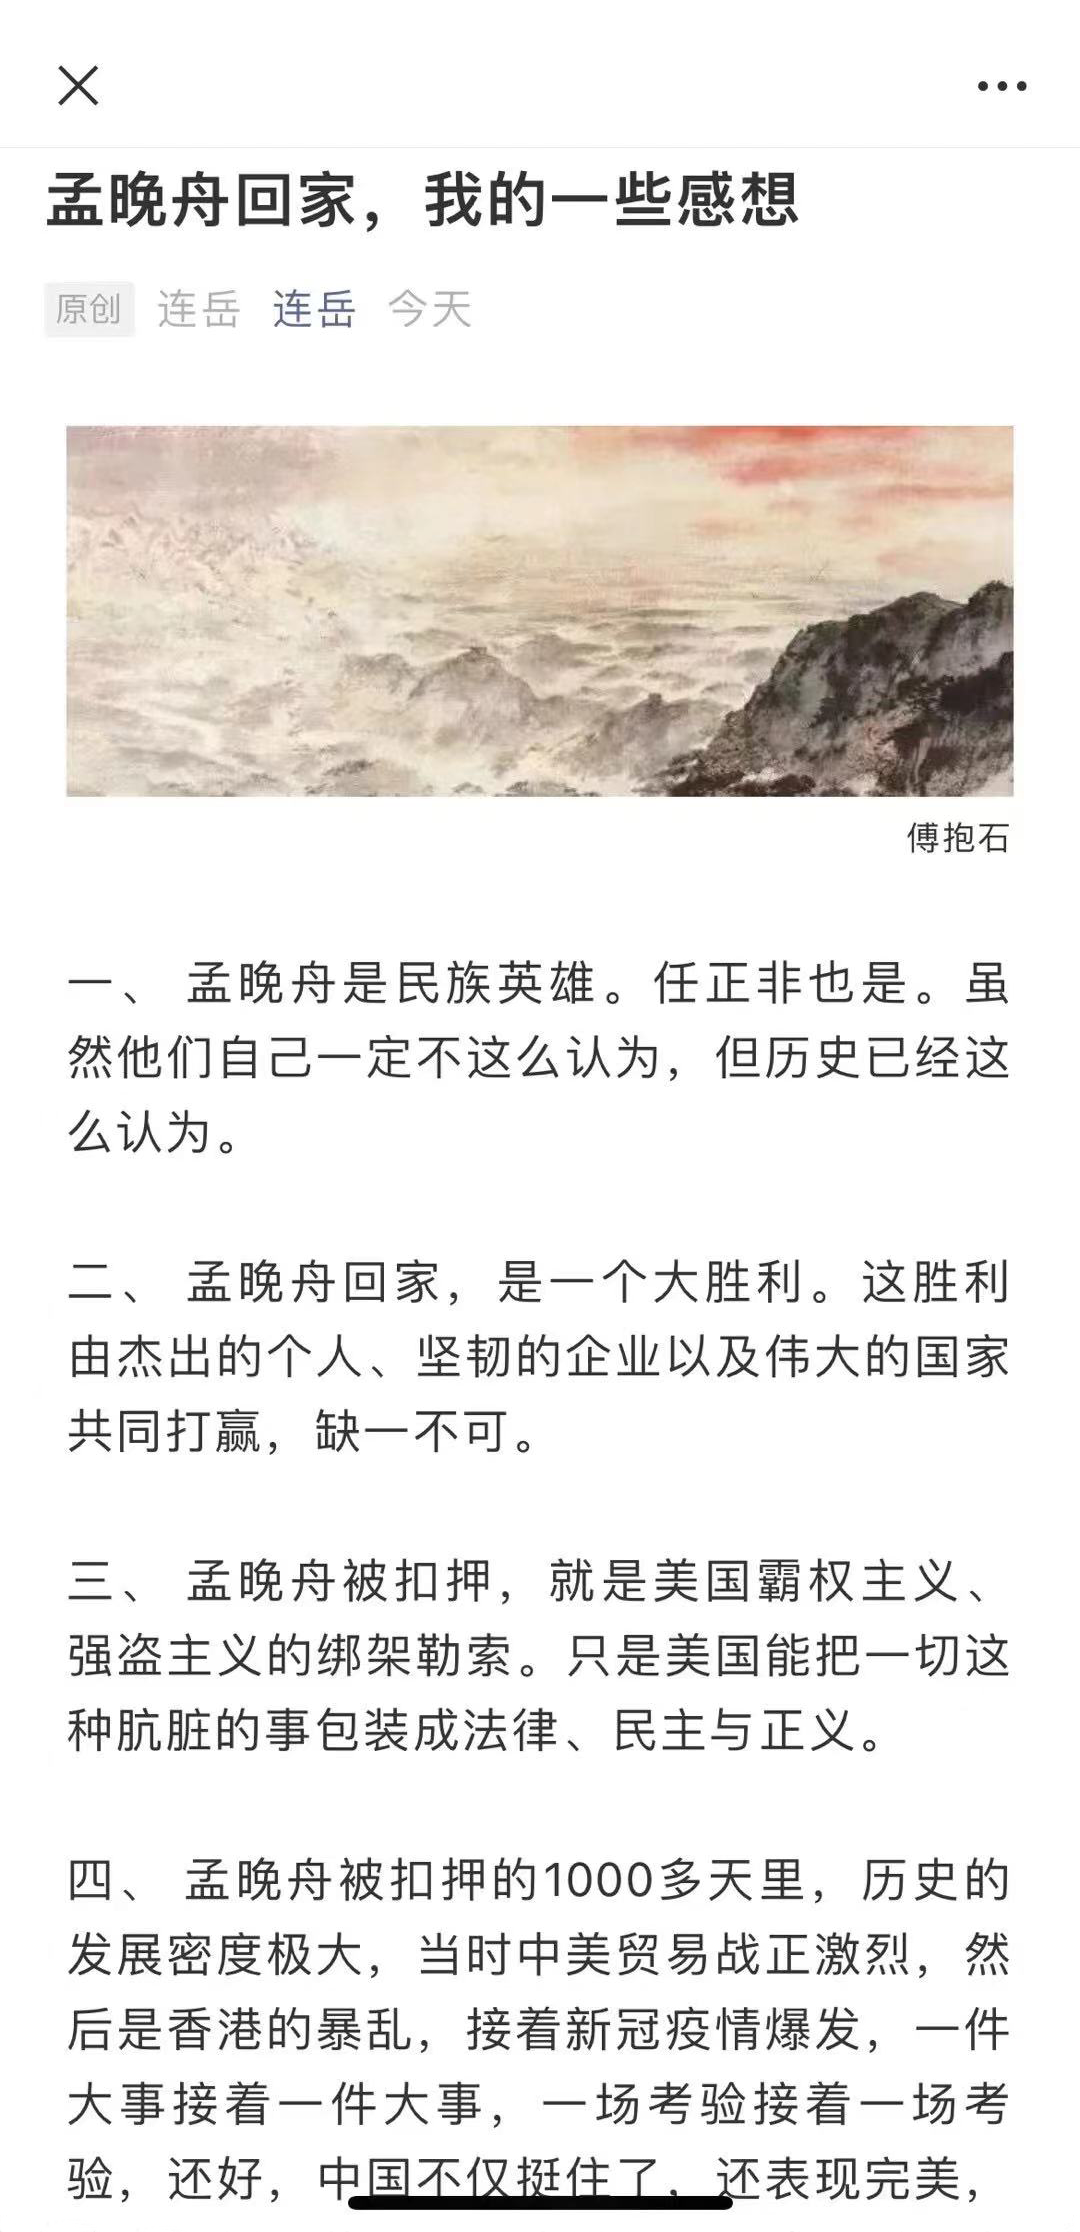 孟晚舟回家，我的一些感想
原创 连岳 连岳 今天
傅抱石
一、 孟晚舟是民族英雄。任正非也是。虽
然他们自己一定不这么认为，但历史已经这
么认为。
二、 孟晚舟回家，是一个大胜利。这胜利
由杰出的个人、坚韧的企业以及伟大的国家
共同打赢，缺一不可。
三、 孟晚舟被扣押，就是美国霸权主义、
强盗主义的绑架勒索。只是美国能把一切这
种肮脏的事包装成法律、民主与正义。
四、 孟晚舟被扣押的1000多天里，历史的
发展密度极大，当时中美贸易战正激烈，然
后是香港的暴乱，接着新冠疫情爆发，一件
大事接着一件大事，一场考验接着一场考
验，还好，中国不仅挺住了，还表现完美，